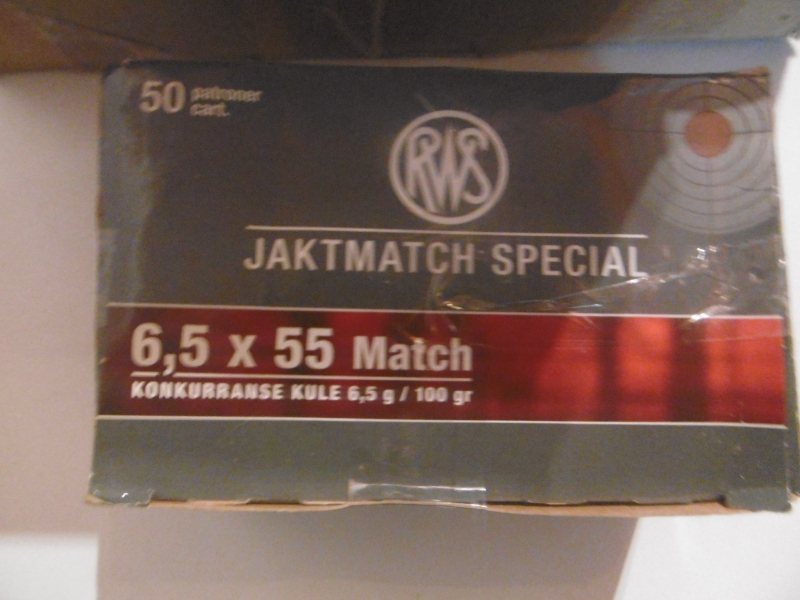 50 patroner
cart.
RWS
JAKTMATCH SPECIAL
6,5 x 55 Match
KONKURRANSE KULE 6,5 g / 100 gr